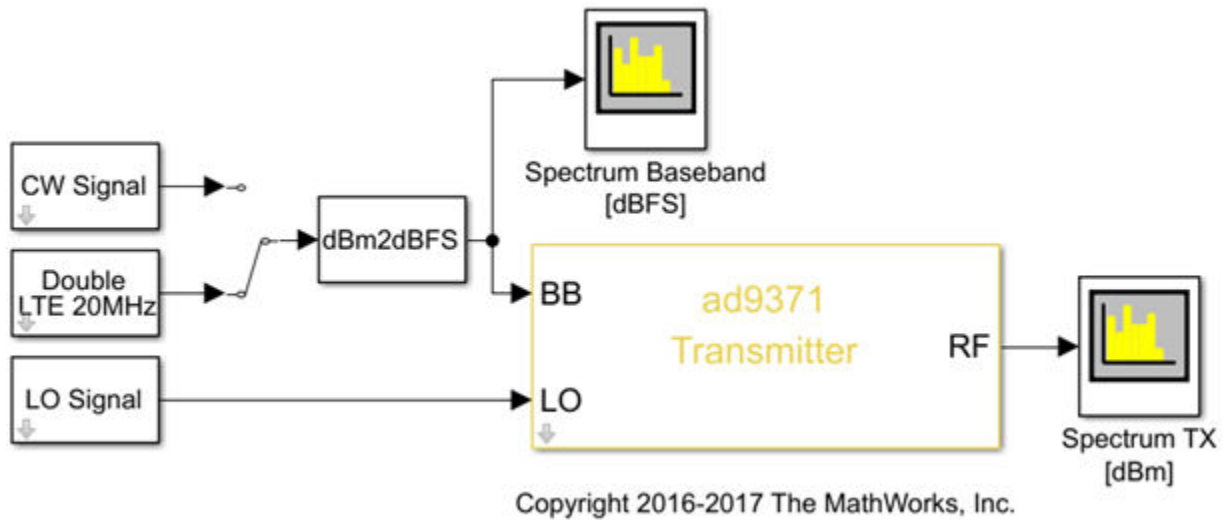 Spectrum Baseband
[dBFS]
CW Signal
dBm2dBFS
Double
LTE 20MHz
LO Signal
BB
LO
ad9371
Transmitter
RF
Spectrum TX
[dBm]
Copyright 2016-2017 The MathWorks, Inc.